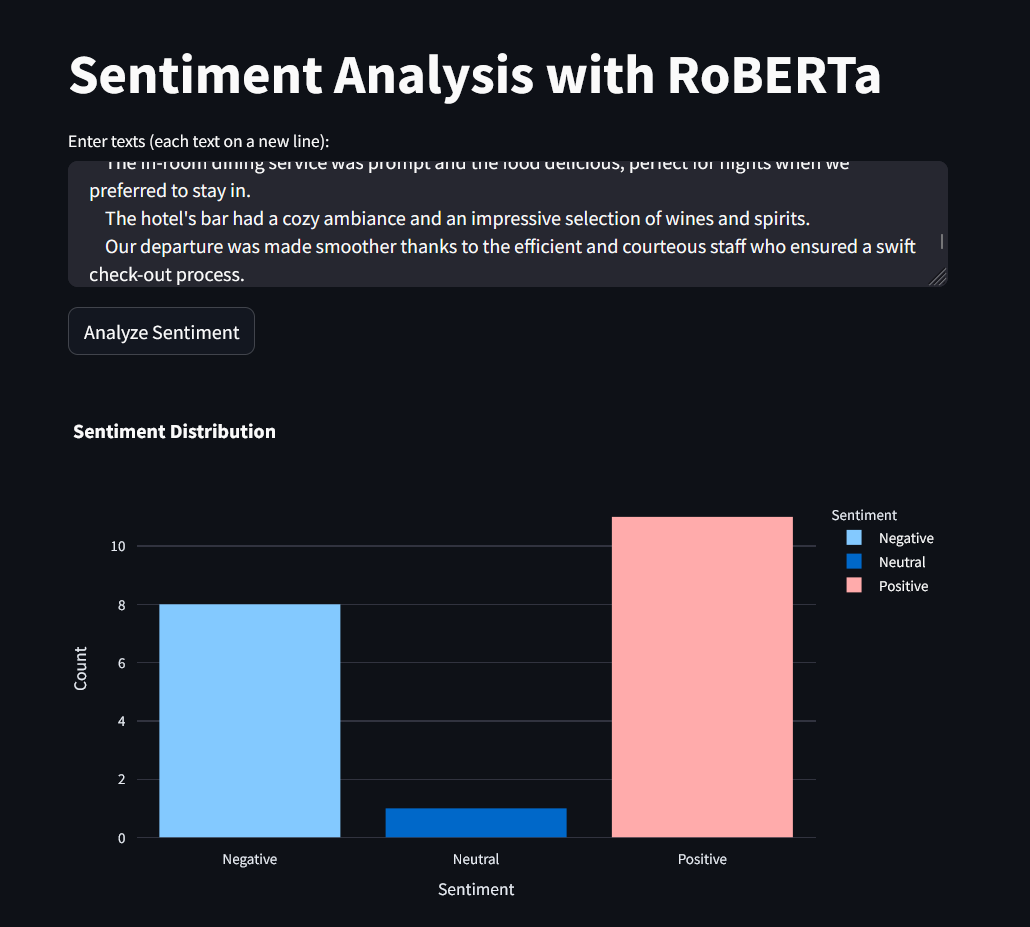 Sentiment Analysis with RoBERTa
Enter texts (each text on a new line):
The in-room dining service was prompt and the food delicious, perfect for nights when we
preferred to stay in.
The hotel's bar had a cozy ambiance and an impressive selection of wines and spirits.
Our departure was made smoother thanks to the efficient and courteous staff who ensured a swift
check-out process.
Analyze Sentiment
Sentiment Distribution
Sentiment
Negative
Neutral
Positive
10
8
6
4
2
0
Count
Negative
Neutral
Positive
Sentiment